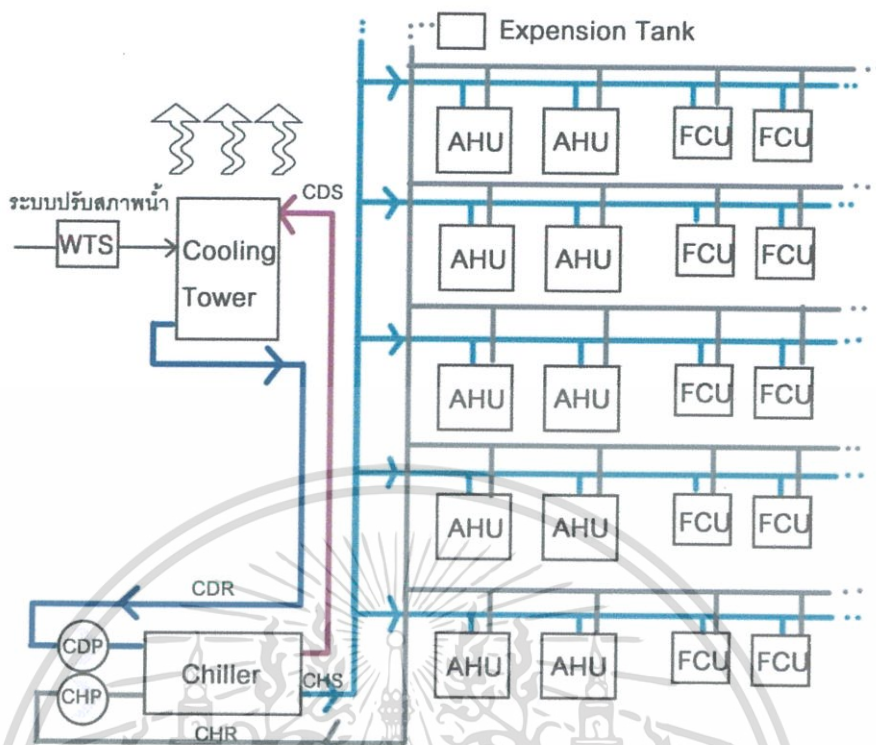 Expension Tank
AHU AHU FCU FCU
CDS
ระบบปรับสภาพน้ำ
WTS
Cooling
Tower
AHU AHU FCU FCU
AHU AHU FCU FCU
AHU AHU FCU FCU
CDR
CDP
Chiller
CHS
CHP
CHR
AHU AHU FCU FCU